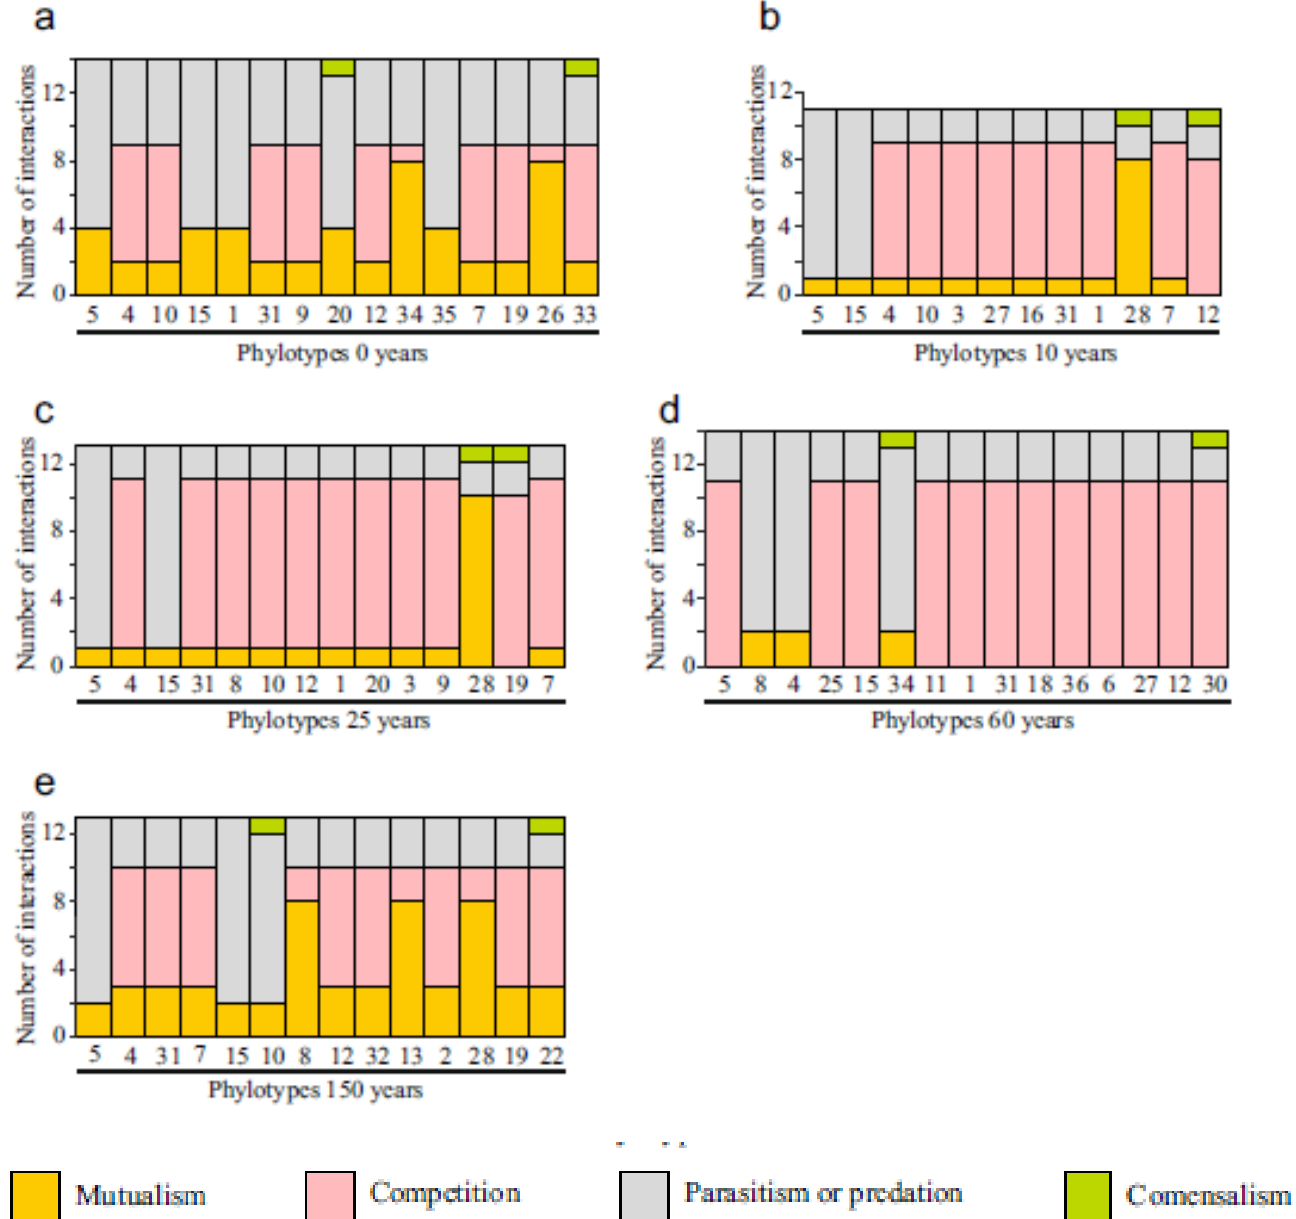 a
Number of interactions
12
8
4
0
5 4 10 15 1 31 9 20 12 34 35 7 19 26 33
Phylotypes 0 years
b
Number of interactions
12
8
4
0
5 15 4 10 3 27 16 31 1 28 7 12
Phylotypes 10 years
c
Number of interactions
12
8
4
0
5 4 15 31 8 10 12 1 20 3 9 28 19 7
Phylotypes 25 years
d
Number of interactions
12
8
4
0
5 8 4 25 15 34 11 1 31 18 36 6 27 12 30
Phylotypes 60 years
e
Number of interactions
12
8
4
0
5 4 31 7 15 10 8 12 32 13 2 28 19 22
Phylotypes 150 years
Mutualism
Competition
Parasitism or predation
Comensalism